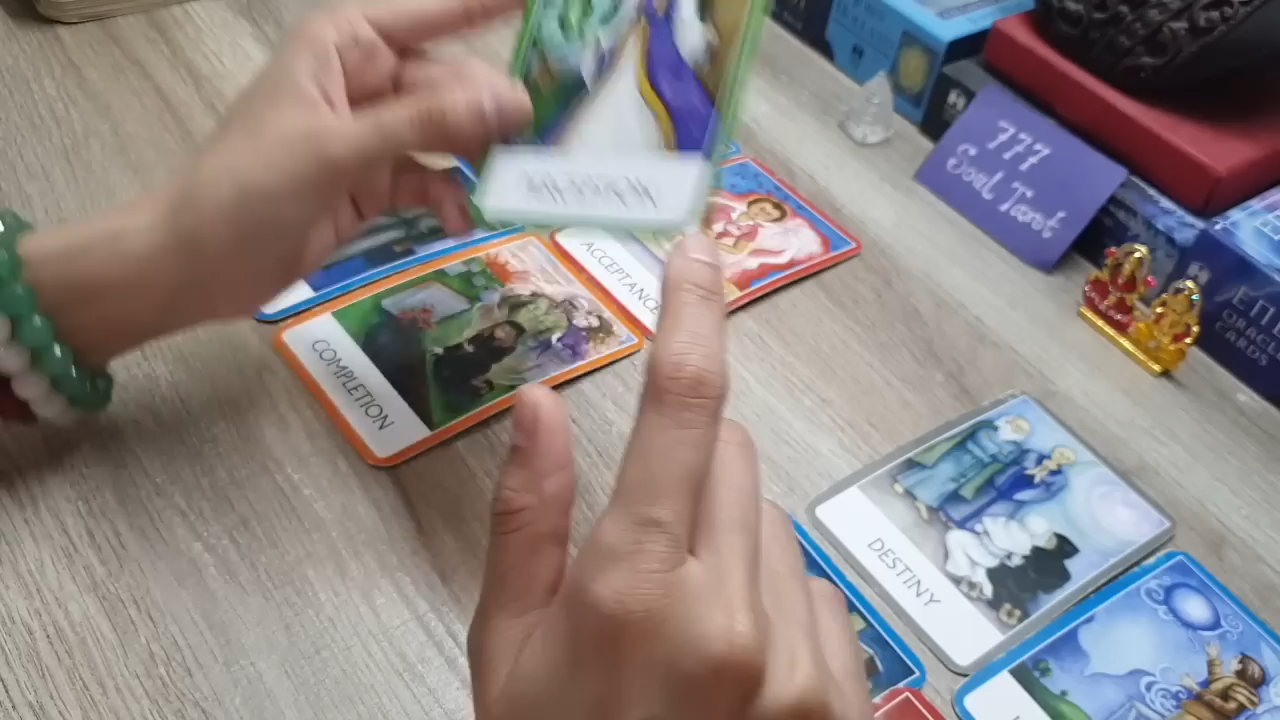 777
Soul Tarot
ACCEPTANCE
COMPLETION
DESTINY
ORACLE
CARDS